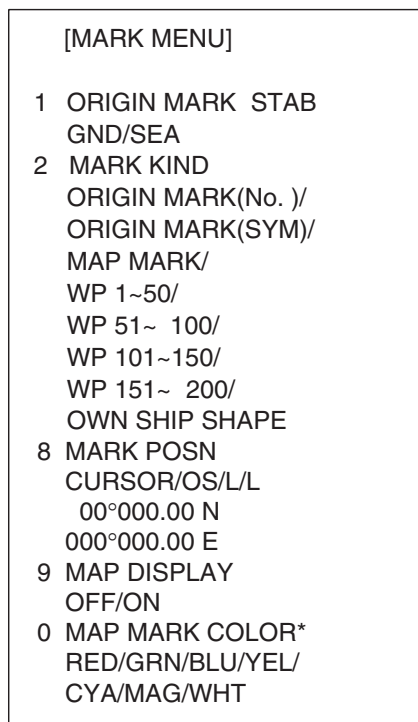 [MARK MENU]
1 ORIGIN MARK STAB
GND/SEA
2 MARK KIND
ORIGIN MARK(No. )/
ORIGIN MARK(SYM)/
MAP MARK/
WP 1~50/
WP 51~ 100/
WP 101~150/
WP 151~ 200/
OWN SHIP SHAPE
8 MARK POSN
CURSOR/OS/L/L
00°000.00 N
000°000.00 E
9 MAP DISPLAY
OFF/ON
0 MAP MARK COLOR*
RED/GRN/BLU/YEL/
CYA/MAG/WHT